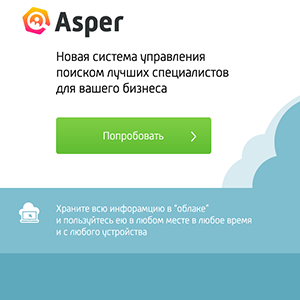 Asper
Новая система управления
поиском лучших специалистов
для вашего бизнеса
Попробовать
Храните всю инфорамцию в "облаке"
и пользуйтесь ею в любом месте в любое время
и с любого устройства